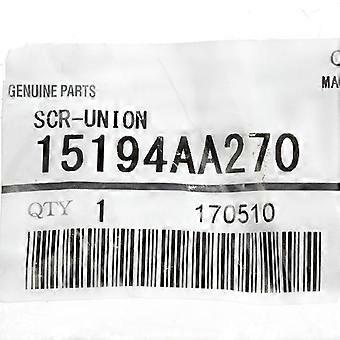 GENUINE PARTS
SCR-UNION
15194AA270
QTY 1 170510